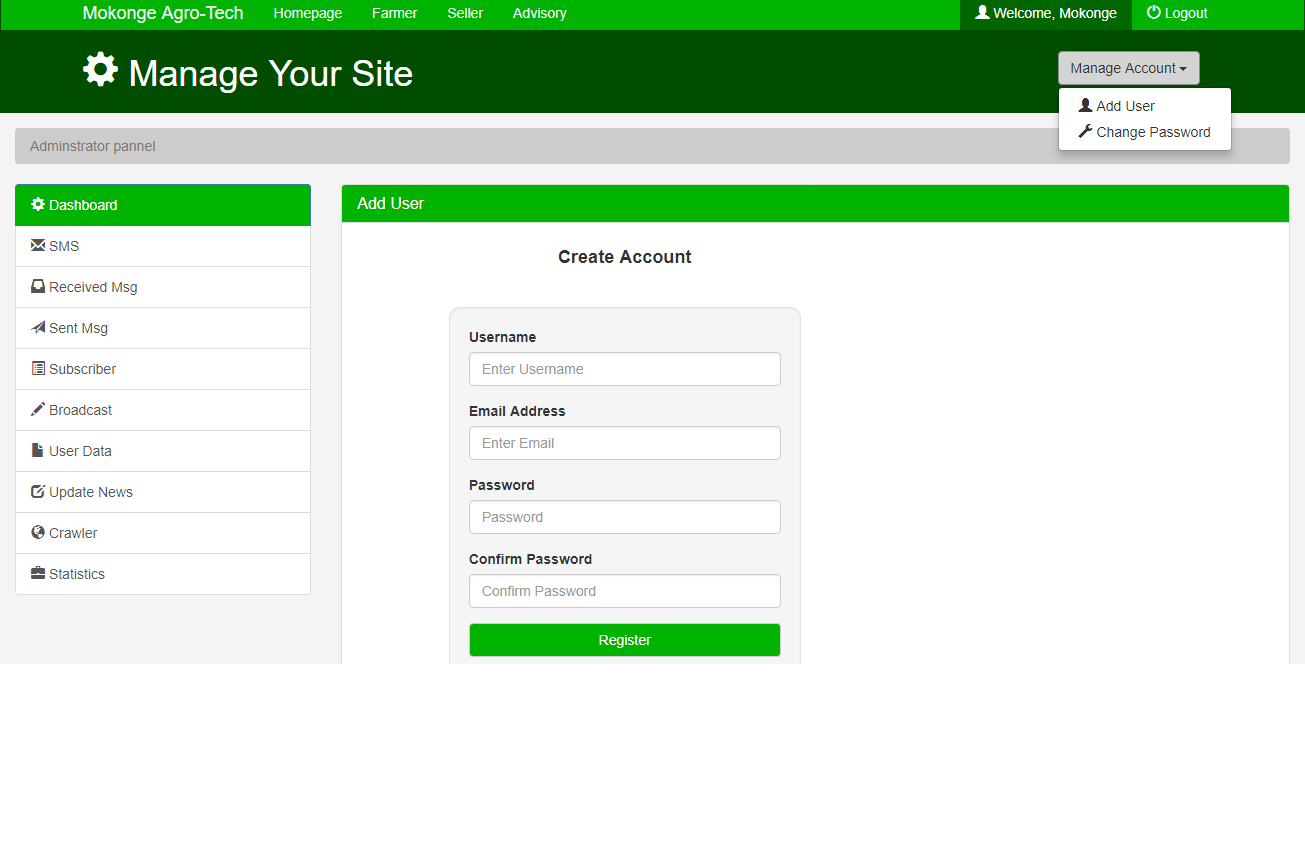 Mokonge Agro-Tech Homepage Farmer Seller Advisory Welcome, Mokonge Logout
Manage Your Site Manage Account
Add User
Change Password
Adminstrator pannel
Dashboard
SMS
Received Msg
Sent Msg
Subscriber
Broadcast
User Data
Update News
Crawler
Statistics
Add User
Create Account
Username
Enter Username
Email Address
Enter Email
Password
Password
Confirm Password
Confirm Password
Register